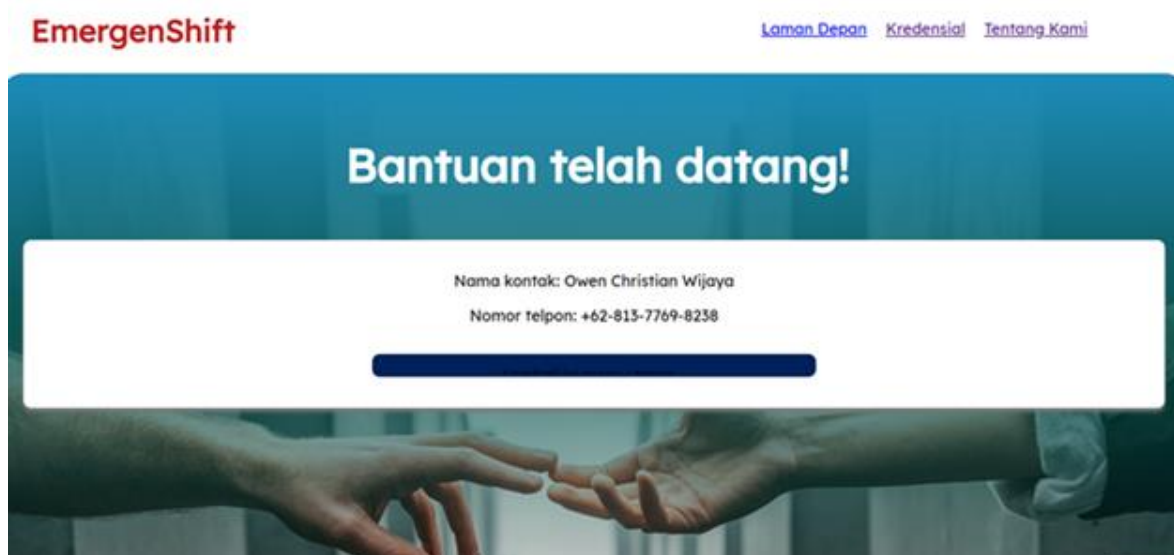 EmergenShift
Laman Depan Kredensial Tentang Kami
Bantuan telah datang!
Nama kontak: Owen Christian Wijaya
Nomor telpon: +62-813-7769-8238